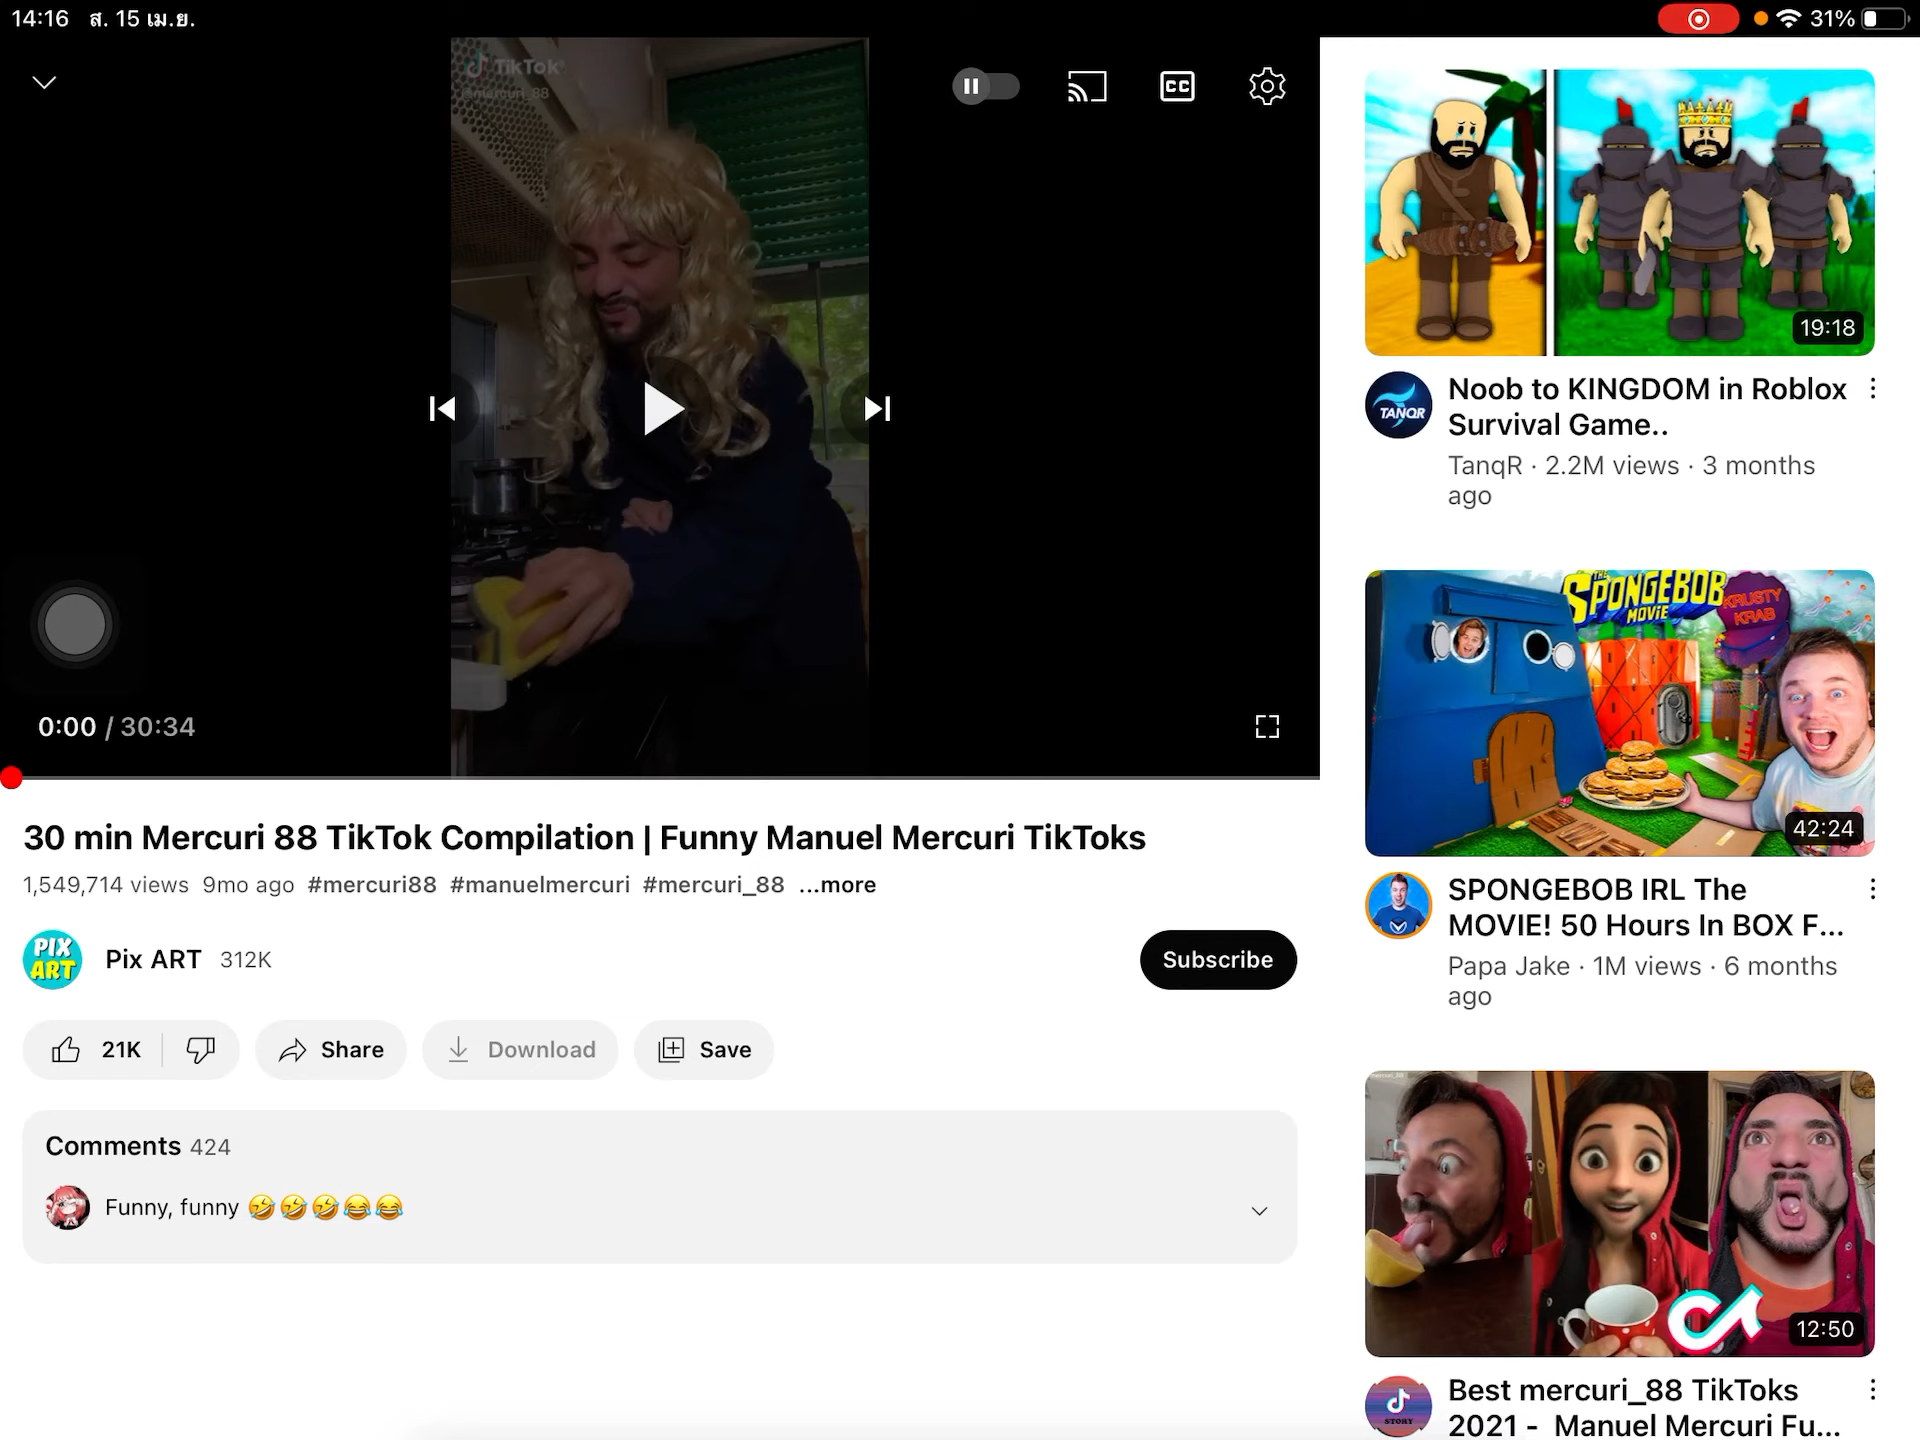 14:16 ส. 15 เม.ย.
31%
TikTok
@mercuri_88
CC
0:00 / 30:34
30 min Mercuri 88 TikTok Compilation | Funny Manuel Mercuri TikToks
1,549,714 views 9mo ago #mercuri88 #manuelmercuri #mercuri_88 ...more
PIX
ART
Pix ART 312K
Subscribe
21K
Share
Download
Save
Comments 424
Funny, funny 🤣🤣🤣😂😂
19:18
TANQR
Noob to KINGDOM in Roblox
Survival Game..
TanqR · 2.2M views · 3 months
ago
THE
SPONGEBOB
MOVIE
KRUSTY
KRAB
42:24
SPONGEBOB IRL The
MOVIE! 50 Hours In BOX F...
Papa Jake · 1M views · 6 months
ago
12:50
STORY
Best mercuri_88 TikToks
2021 - Manuel Mercuri Fu...